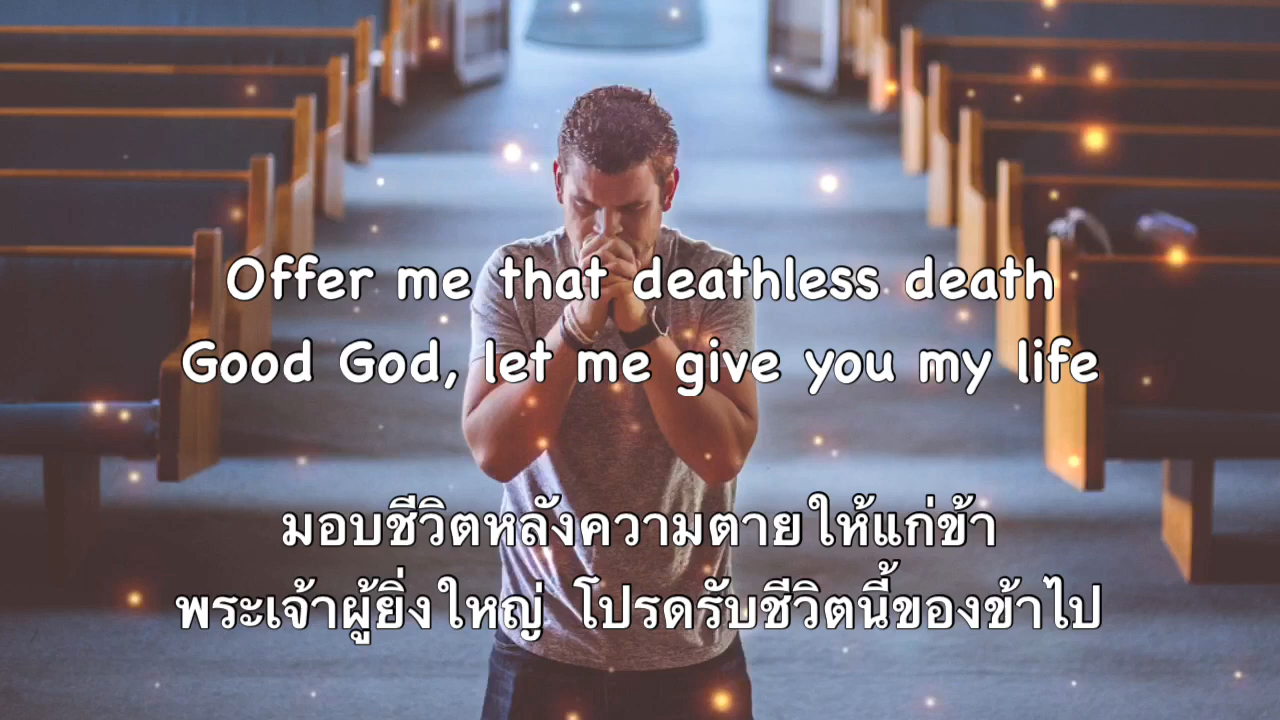 Offer me that deathless death
Good God, let me give you my life
มอบชีวิตหลังความตายให้แก่ข้า
พระเจ้าผู้ยิ่งใหญ่ โปรดรับชีวิตนี้ของข้าไป